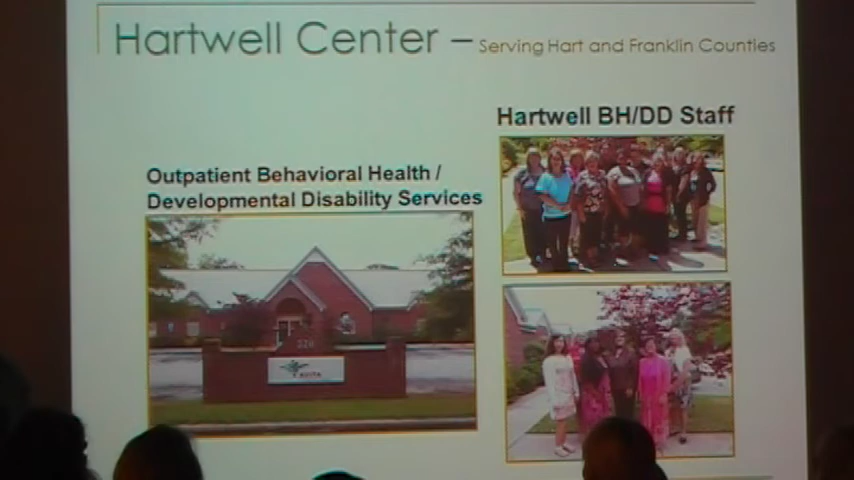 Hartwell Center – Serving Hart and Franklin Counties
Hartwell BH/DD Staff
Outpatient Behavioral Health /
Developmental Disability Services